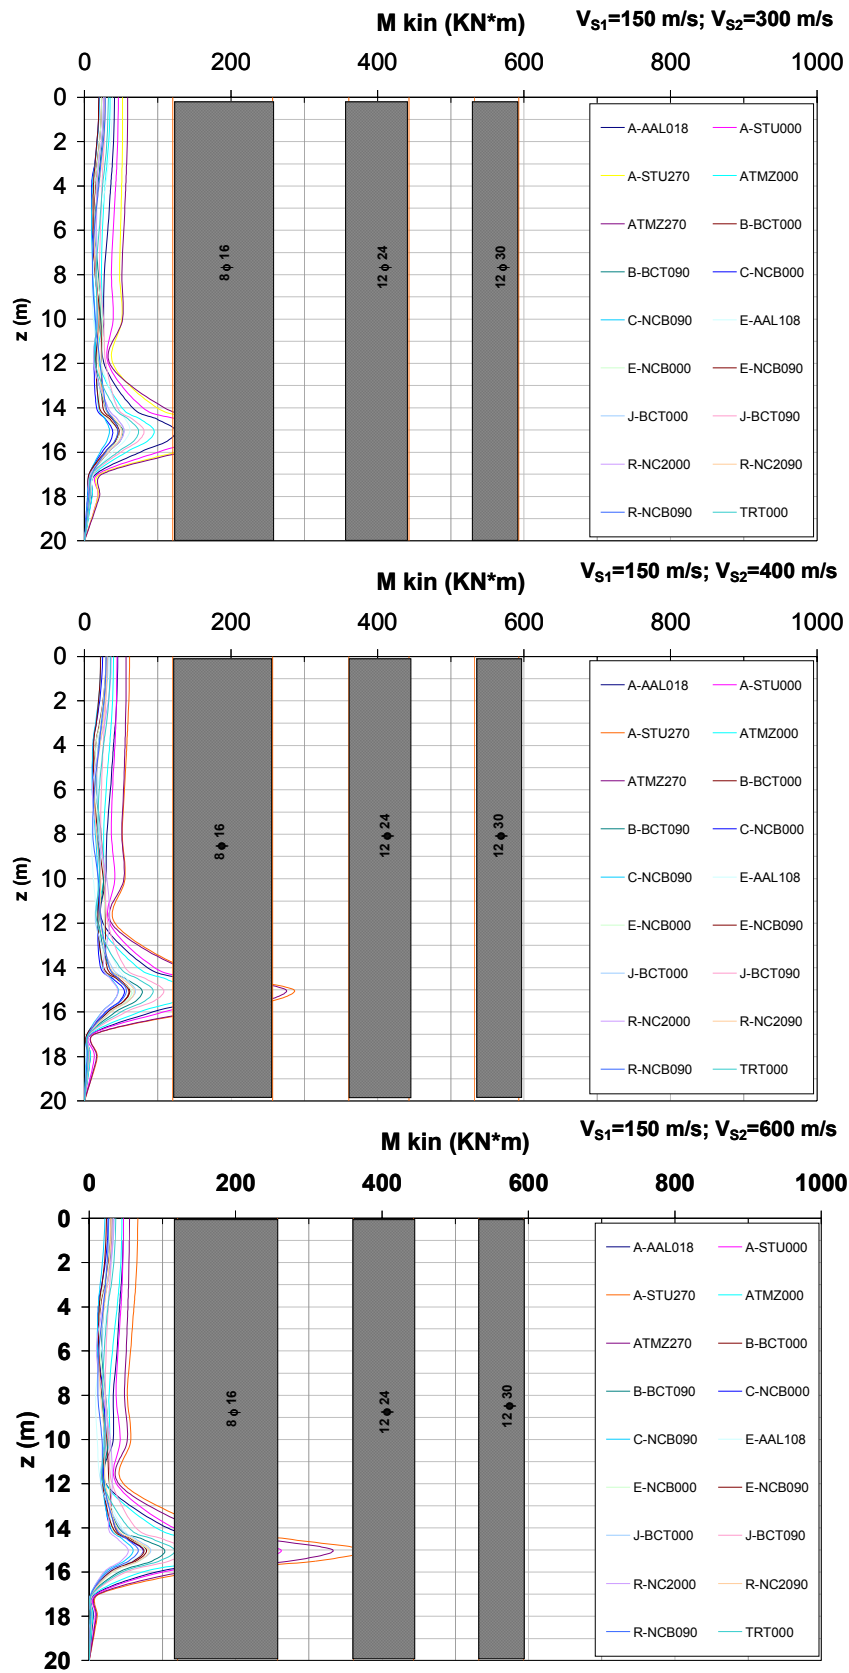 M kin (KN*m) VS1=150 m/s; VS2=300 m/s
0 200 400 600 800 1000
0
2
4
6
8
10
12
14
16
18
20
z (m)
8 ϕ 16
12 ϕ 24
12 ϕ 30
A-AAL018 A-STU000
A-STU270 ATMZ000
ATMZ270 B-BCT000
B-BCT090 C-NCB000
C-NCB090 E-AAL108
E-NCB000 E-NCB090
J-BCT000 J-BCT090
R-NC2000 R-NC2090
R-NCB090 TRT000
M kin (KN*m) VS1=150 m/s; VS2=400 m/s
0 200 400 600 800 1000
0
2
4
6
8
10
12
14
16
18
20
z (m)
8 ϕ 16
12 ϕ 24
12 ϕ 30
A-AAL018 A-STU000
A-STU270 ATMZ000
ATMZ270 B-BCT000
B-BCT090 C-NCB000
C-NCB090 E-AAL108
E-NCB000 E-NCB090
J-BCT000 J-BCT090
R-NC2000 R-NC2090
R-NCB090 TRT000
M kin (KN*m) VS1=150 m/s; VS2=600 m/s
0 200 400 600 800 1000
0
2
4
6
8
10
12
14
16
18
20
z (m)
8 ϕ 16
12 ϕ 24
12 ϕ 30
A-AAL018 A-STU000
A-STU270 ATMZ000
ATMZ270 B-BCT000
B-BCT090 C-NCB000
C-NCB090 E-AAL108
E-NCB000 E-NCB090
J-BCT000 J-BCT090
R-NC2000 R-NC2090
R-NCB090 TRT000